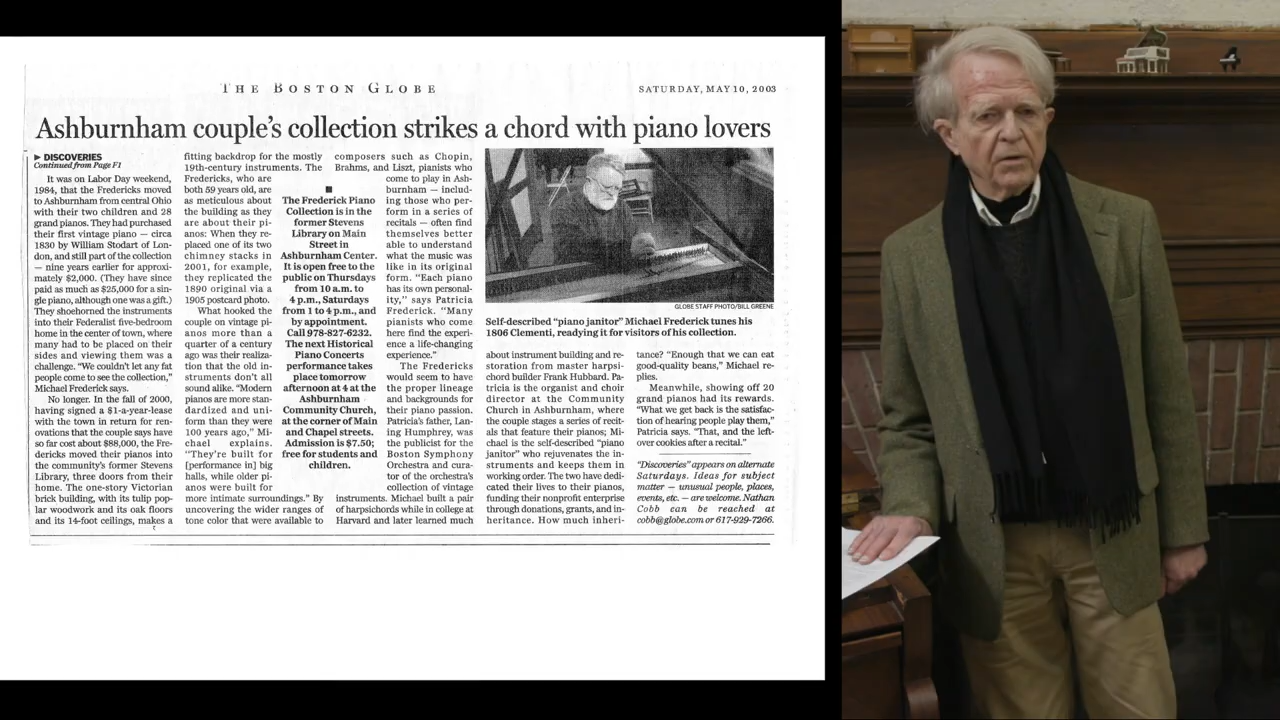 THE BOSTON GLOBE
SATURDAY, MAY 10, 2003
Ashburnham couple's collection strikes a chord with piano lovers
▶ DISCOVERIES
Continued from Page F1
It was on Labor Day weekend,
1984, that the Fredericks moved
to Ashburnham from central Ohio
with their two children and 28
grand pianos. They had purchased
their first vintage piano — circa
1830 by William Stodart of Lon-
don, and still part of the collection
— nine years earlier for approxi-
mately $2,000. (They have since
paid as much as $25,000 for a sin-
gle piano, although one was a gift.)
They shoehorned the instruments
into their Federalist five-bedroom
home in the center of town, where
many had to be placed on their
sides and viewing them was a
challenge. "We couldn't let any fat
people come to see the collection,"
Michael Frederick says.
No longer. In the fall of 2000,
having signed a $1-a-year-lease
with the town in return for ren-
ovations that the couple says have
so far cost about $88,000, the Fre-
dericks moved their pianos into
the community's former Stevens
Library, three doors from their
home. The one-story Victorian
brick building, with its tulip pop-
lar woodwork and its oak floors
and its 14-foot ceilings, makes a
fitting backdrop for the mostly
19th-century instruments. The
Fredericks, who are
both 59 years old, are
as meticulous about
the building as they
are about their pi-
anos: When they re-
placed one of its two
chimney stacks in
2001, for example,
they replicated the
1890 original via a
1905 postcard photo.
What hooked the
couple on vintage pi-
anos more than a
quarter of a century
ago was their realiza-
tion that the old in-
struments don't all
sound alike. "Modern
pianos are more stan-
dardized and uni-
form than they were
100 years ago," Mi-
chael explains.
"They're built for
[performance in] big
halls, while older pi-
anos were built for
more intimate surroundings." By
uncovering the wider ranges of
tone color that were available to
■
The Frederick Piano
Collection is in the
former Stevens
Library on Main
Street in
Ashburnham Center.
It is open free to the
public on Thursdays
from 10 a.m. to
4 p.m., Saturdays
from 1 to 4 p.m., and
by appointment.
Call 978-827-6232.
The next Historical
Piano Concerts
performance takes
place tomorrow
afternoon at 4 at the
Ashburnham
Community Church,
at the corner of Main
and Chapel streets.
Admission is $7.50;
free for students and
children.
composers such as Chopin,
Brahms, and Liszt, pianists who
come to play in Ash-
burnham — includ-
ing those who per-
form in a series of
recitals — often find
themselves better
able to understand
what the music was
like in its original
form. "Each piano
has its own personal-
ity," says Patricia
Frederick. "Many
pianists who come
here find the experi-
ence a life-changing
experience."
The Fredericks
would seem to have
the proper lineage
and backgrounds for
their piano passion.
Patricia's father, Lan-
ing Humphrey, was
the publicist for the
Boston Symphony
Orchestra and cura-
tor of the orchestra's
collection of vintage
instruments. Michael built a pair
of harpsichords while in college at
Harvard and later learned much
GLOBE STAFF PHOTO/BILL GREENE
Self-described "piano janitor" Michael Frederick tunes his
1806 Clementi, readying it for visitors of his collection.
about instrument building and re-
storation from master harpsi-
chord builder Frank Hubbard. Pa-
tricia is the organist and choir
director at the Community
Church in Ashburnham, where
the couple stages a series of recit-
als that feature their pianos; Mi-
chael is the self-described "piano
janitor" who rejuvenates the in-
struments and keeps them in
working order. The two have dedi-
cated their lives to their pianos,
funding their nonprofit enterprise
through donations, grants, and in-
heritance. How much inheri-
tance? "Enough that we can eat
good-quality beans," Michael re-
plies.
Meanwhile, showing off 20
grand pianos had its rewards.
"What we get back is the satisfac-
tion of hearing people play them,"
Patricia says. "That, and the left-
over cookies after a recital."
"Discoveries" appears on alternate
Saturdays. Ideas for subject
matter — unusual people, places,
events, etc. — are welcome. Nathan
Cobb can be reached at
cobb@globe.com or 617-929-7266.